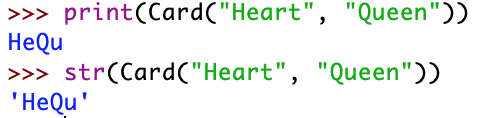 >>> print(Card("Heart", "Queen"))
HeQu
>>> str(Card("Heart", "Queen"))
'HeQu'